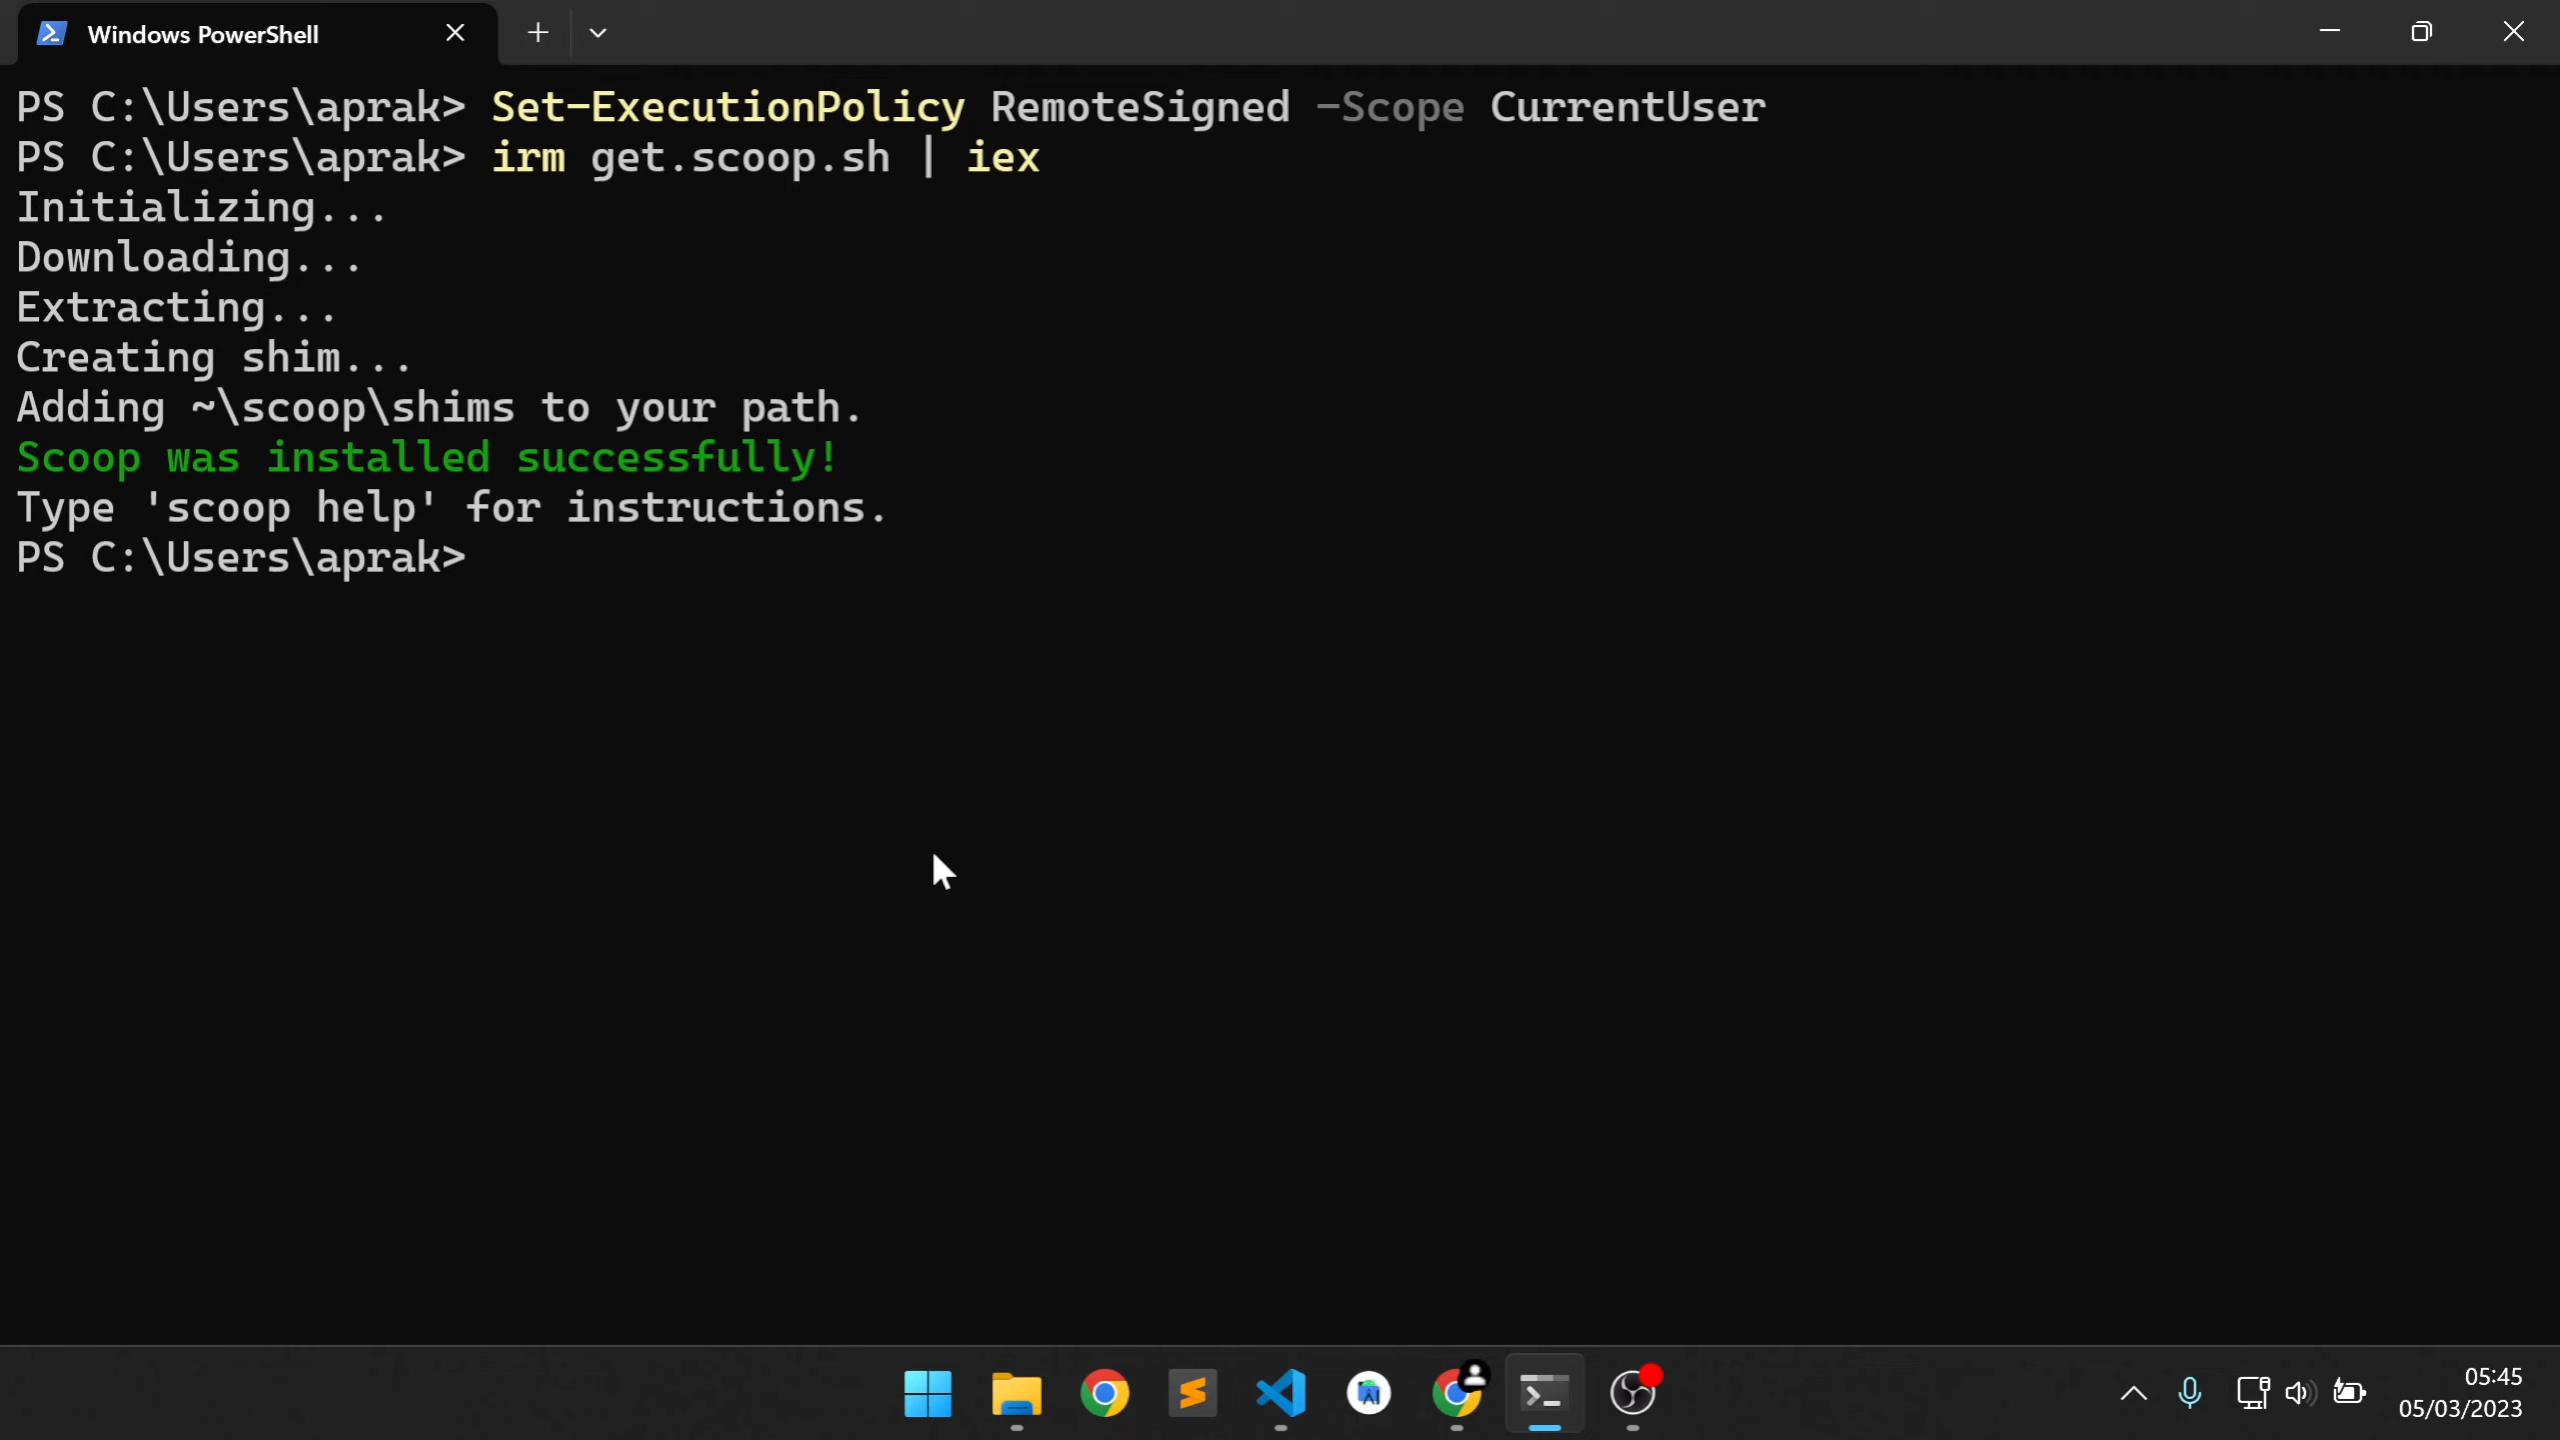 Windows PowerShell
PS C:\Users\aprak> Set-ExecutionPolicy RemoteSigned -Scope CurrentUser
PS C:\Users\aprak> irm get.scoop.sh | iex
Initializing...
Downloading...
Extracting...
Creating shim...
Adding ~\scoop\shims to your path.
Scoop was installed successfully!
Type 'scoop help' for instructions.
PS C:\Users\aprak>
05:45
05/03/2023